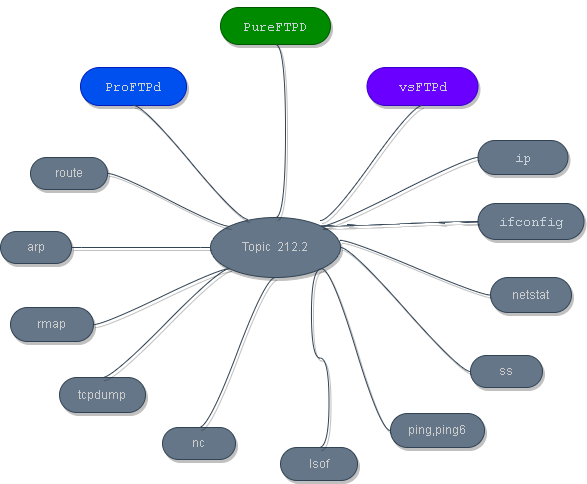 PureFTPD
ProFTPd
vsFTPd
ip
route
ifconfig
arp
Topic 212.2
netstat
rmap
ss
tcpdump
ping,ping6
nc
lsof